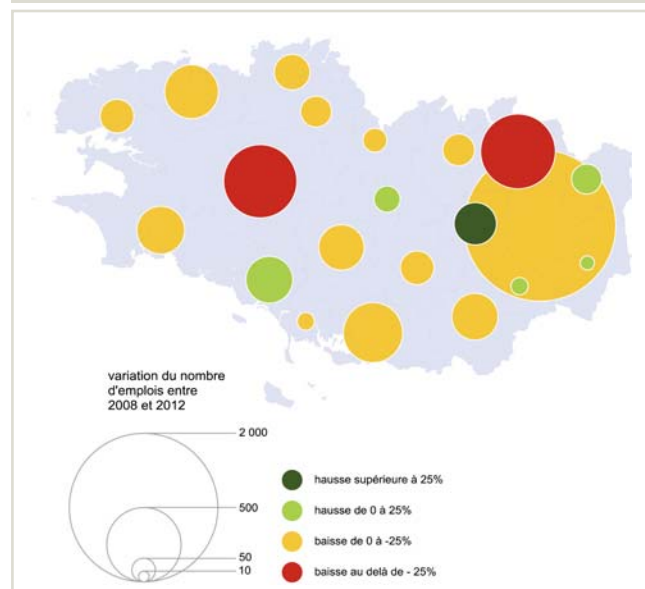 variation du nombre
d'emplois entre
2008 et 2012
2 000
500
50
10
hausse supérieure à 25%
hausse de 0 à 25%
baisse de 0 à -25%
baisse au delà de - 25%